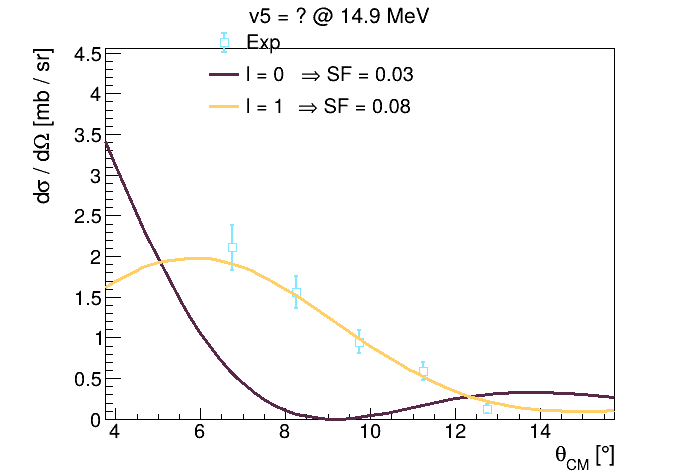 v5 = ? @ 14.9 MeV
Exp
l = 0 ⇒ SF = 0.03
l = 1 ⇒ SF = 0.08
dσ / dΩ [mb / sr]
4.5
4
3.5
3
2.5
2
1.5
1
0.5
0
4 6 8 10 12 14
θCM [°]